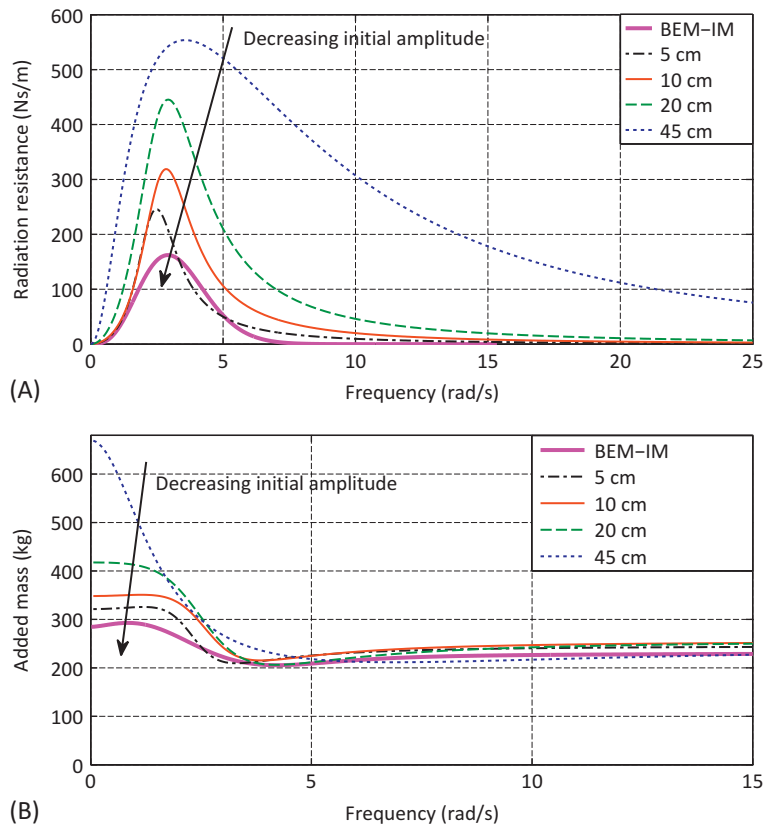 600
500
400
300
200
100
0
Radiation resistance (Ns/m)
Decreasing initial amplitude
BEM–IM
5 cm
10 cm
20 cm
45 cm
0
5
10
15
20
25
(A)
Frequency (rad/s)
600
500
400
300
200
100
0
Added mass (kg)
Decreasing initial amplitude
BEM–IM
5 cm
10 cm
20 cm
45 cm
0
5
10
15
(B)
Frequency (rad/s)